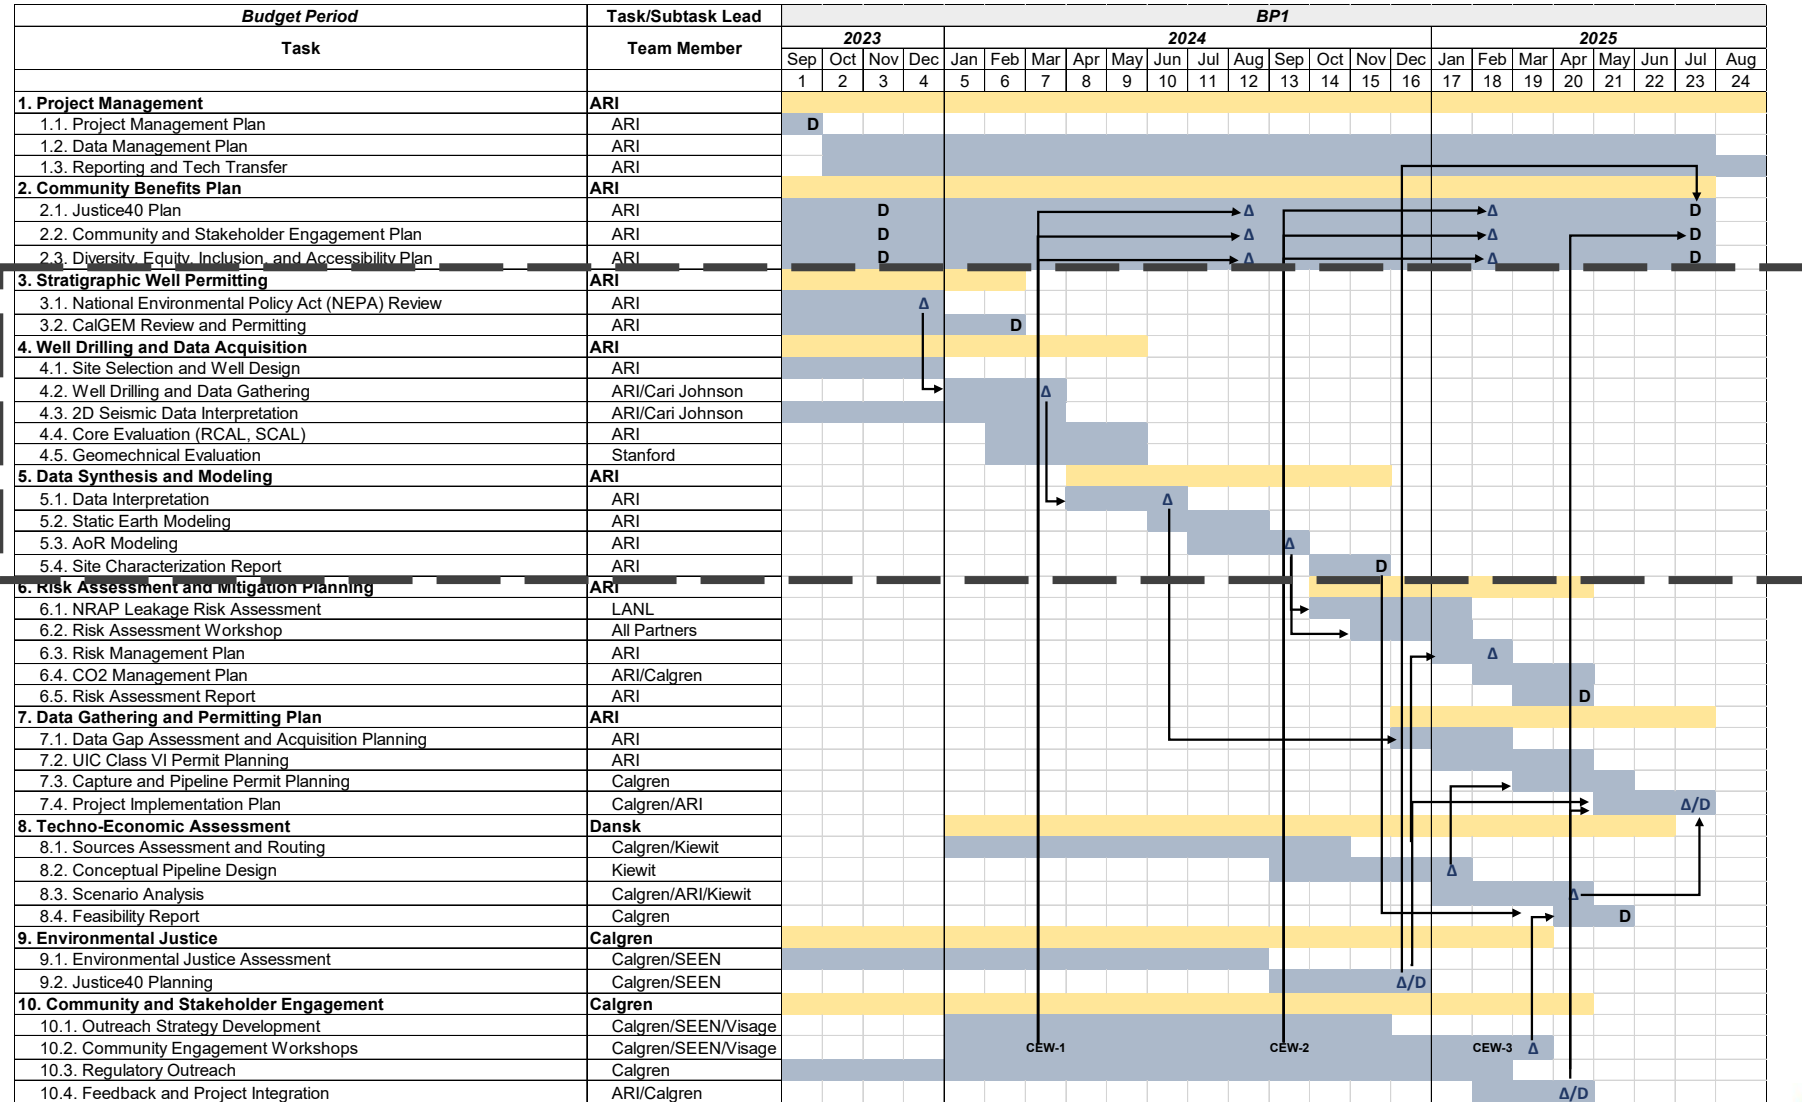 Budget Period Task/Subtask Lead BP1
Task Team Member 2023 2024 2025
Sep Oct Nov Dec Jan Feb Mar Apr May Jun Jul Aug Sep Oct Nov Dec Jan Feb Mar Apr May Jun Jul Aug
1 2 3 4 5 6 7 8 9 10 11 12 13 14 15 16 17 18 19 20 21 22 23 24
1. Project Management ARI
1.1. Project Management Plan ARI D
1.2. Data Management Plan ARI
1.3. Reporting and Tech Transfer ARI
2. Community Benefits Plan ARI
2.1. Justice40 Plan ARI D Δ Δ D
2.2. Community and Stakeholder Engagement Plan ARI D Δ Δ D
2.3. Diversity, Equity, Inclusion, and Accessibility Plan ARI D Δ Δ D
3. Stratigraphic Well Permitting ARI
3.1. National Environmental Policy Act (NEPA) Review ARI Δ
3.2. CalGEM Review and Permitting ARI D
4. Well Drilling and Data Acquisition ARI
4.1. Site Selection and Well Design ARI
4.2. Well Drilling and Data Gathering ARI/Cari Johnson Δ
4.3. 2D Seismic Data Interpretation ARI/Cari Johnson
4.4. Core Evaluation (RCAL, SCAL) ARI
4.5. Geomechnical Evaluation Stanford
5. Data Synthesis and Modeling ARI
5.1. Data Interpretation ARI Δ
5.2. Static Earth Modeling ARI
5.3. AoR Modeling ARI Δ
5.4. Site Characterization Report ARI D
6. Risk Assessment and Mitigation Planning ARI
6.1. NRAP Leakage Risk Assessment LANL
6.2. Risk Assessment Workshop All Partners
6.3. Risk Management Plan ARI Δ
6.4. CO2 Management Plan ARI/Calgren
6.5. Risk Assessment Report ARI D
7. Data Gathering and Permitting Plan ARI
7.1. Data Gap Assessment and Acquisition Planning ARI
7.2. UIC Class VI Permit Planning ARI
7.3. Capture and Pipeline Permit Planning Calgren
7.4. Project Implementation Plan Calgren/ARI Δ/D
8. Techno-Economic Assessment Dansk
8.1. Sources Assessment and Routing Calgren/Kiewit
8.2. Conceptual Pipeline Design Kiewit Δ
8.3. Scenario Analysis Calgren/ARI/Kiewit Δ
8.4. Feasibility Report Calgren D
9. Environmental Justice Calgren
9.1. Environmental Justice Assessment Calgren/SEEN
9.2. Justice40 Planning Calgren/SEEN Δ/D
10. Community and Stakeholder Engagement Calgren
10.1. Outreach Strategy Development Calgren/SEEN/Visage
10.2. Community Engagement Workshops Calgren/SEEN/Visage CEW-1 CEW-2 CEW-3 Δ
10.3. Regulatory Outreach Calgren
10.4. Feedback and Project Integration ARI/Calgren Δ/D